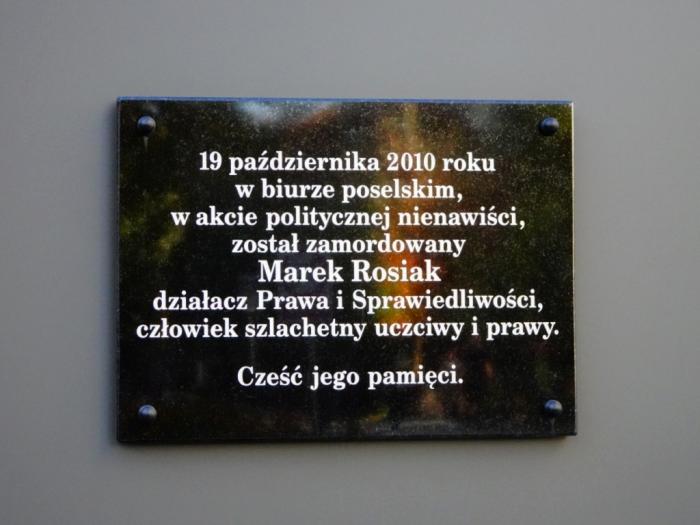 19 października 2010 roku
w biurze poselskim,
w akcie politycznej nienawiści,
został zamordowany
Marek Rosiak
działacz Prawa i Sprawiedliwości,
człowiek szlachetny uczciwy i prawy.
Cześć jego pamięci.